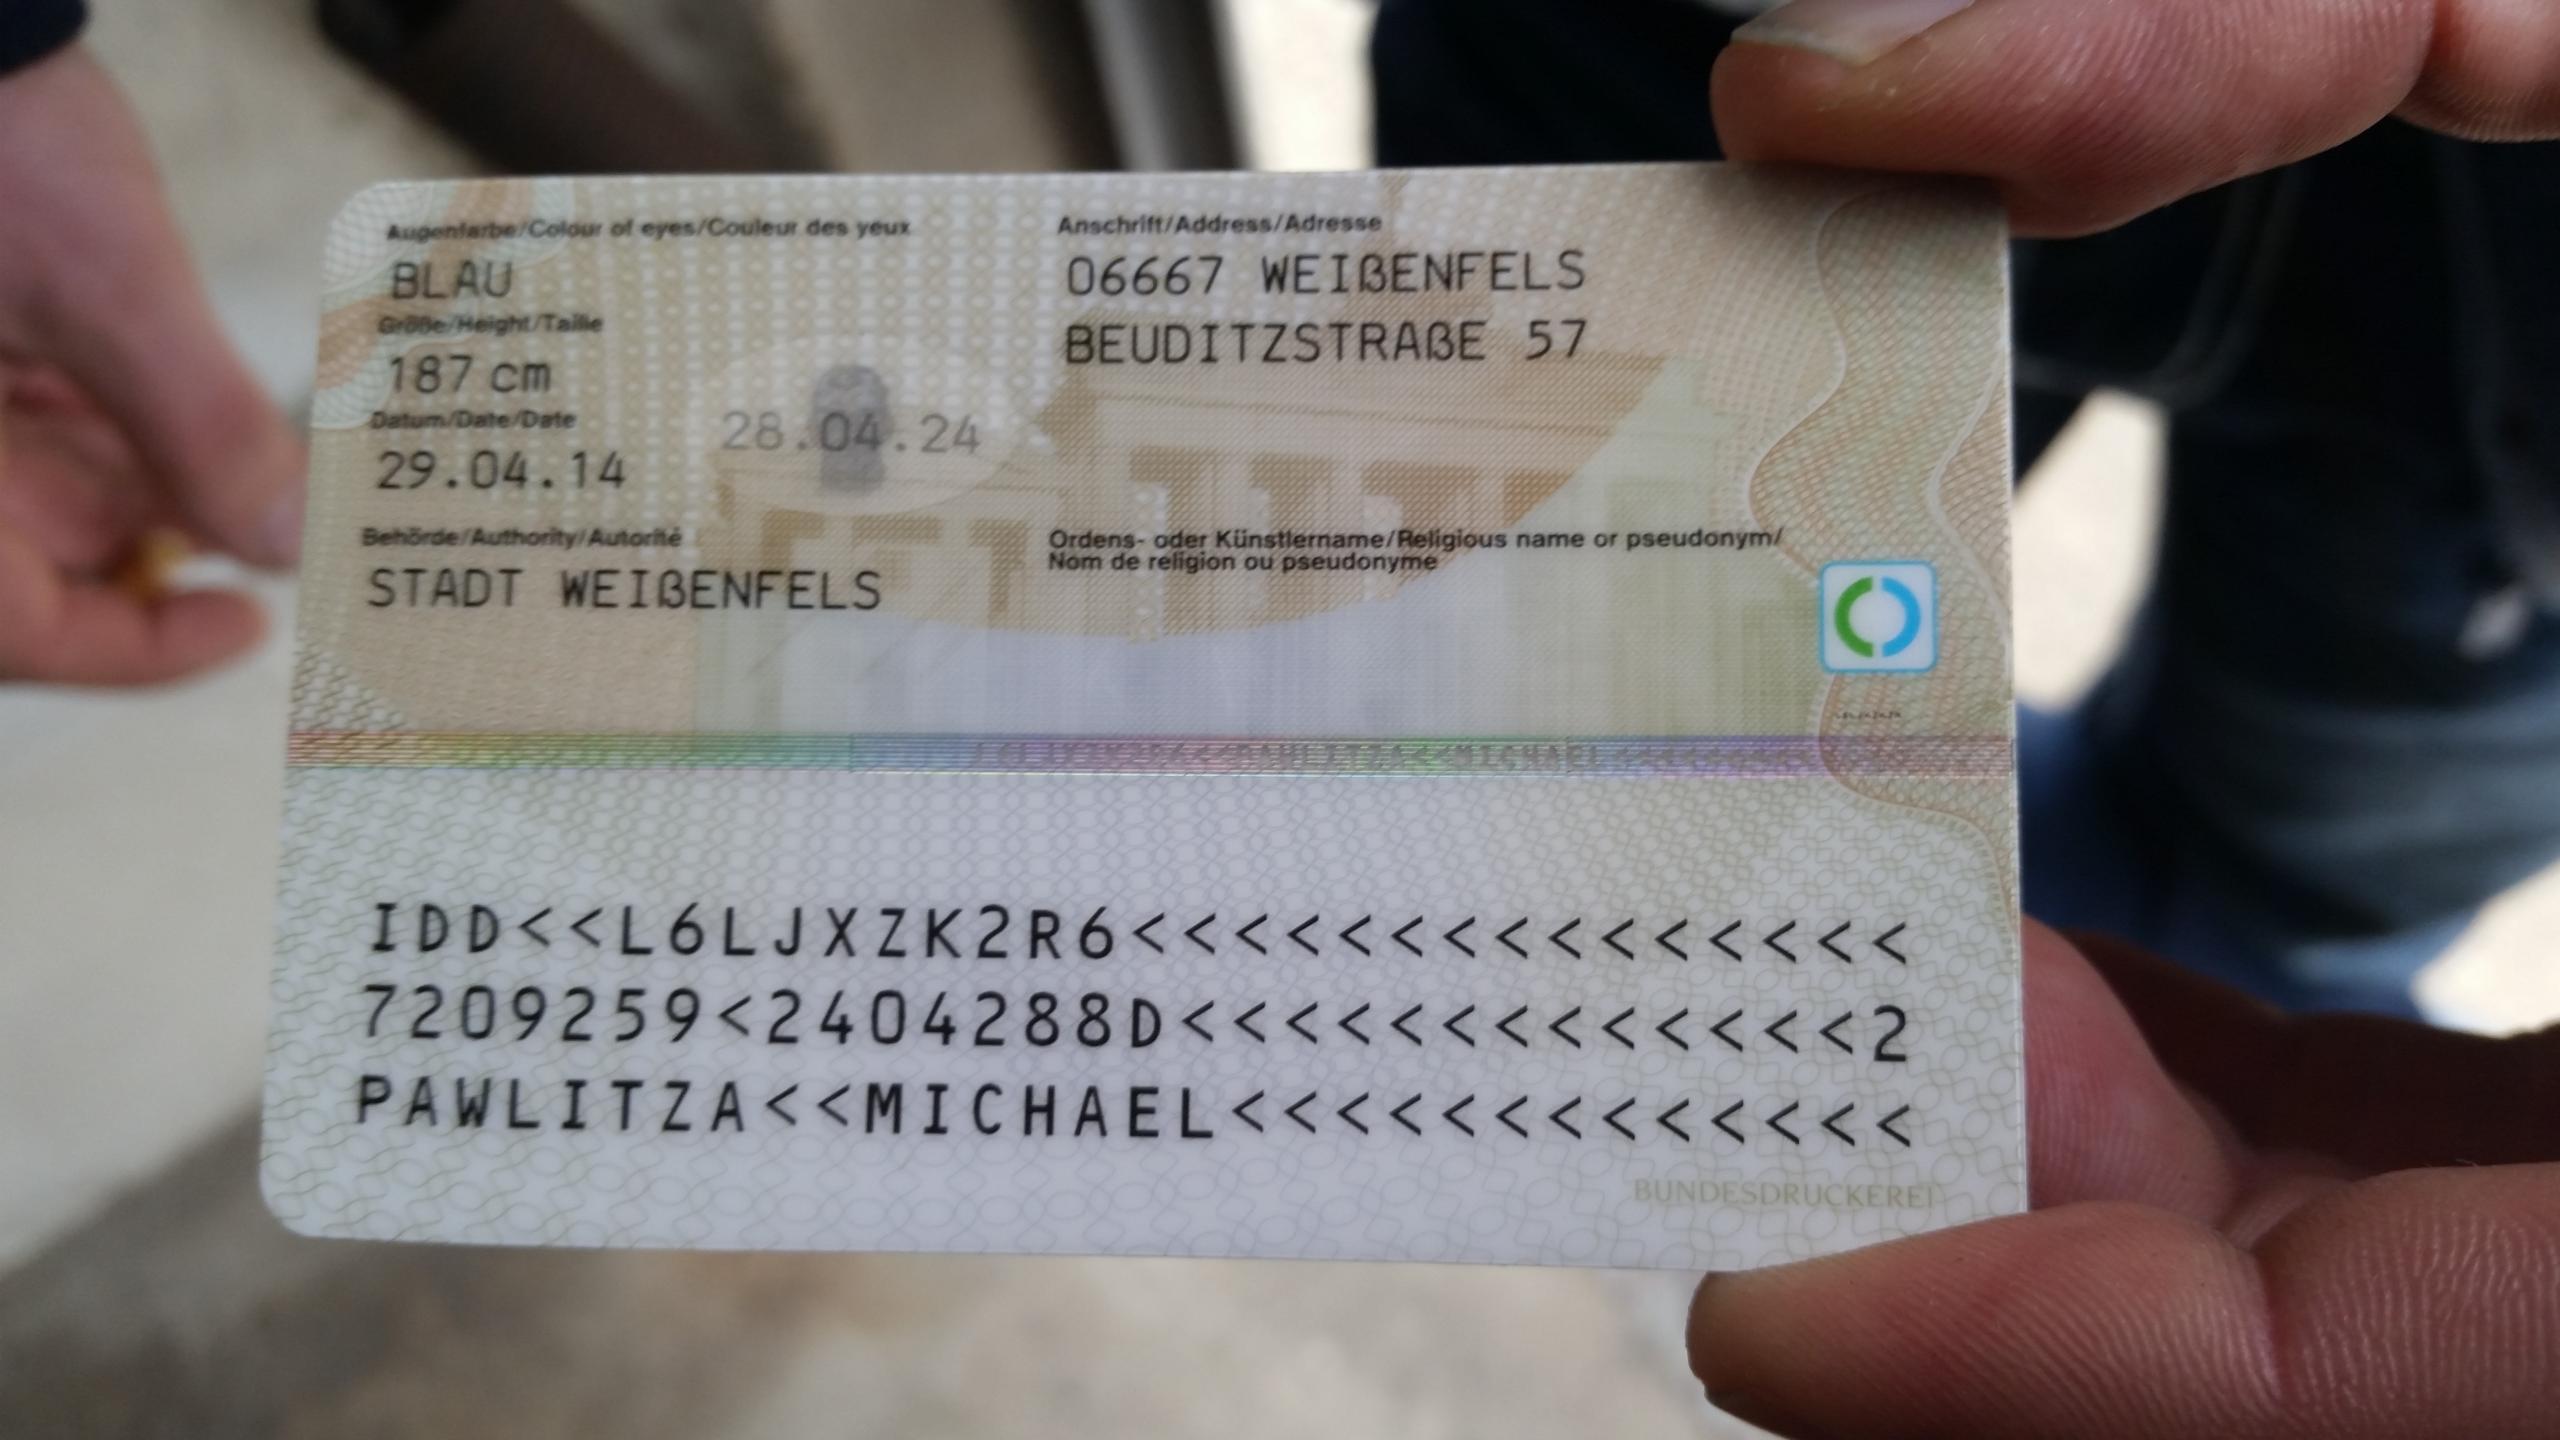 Augenfarbe/Colour of eyes/Couleur des yeux
BLAU
Größe/Height/Taille
187 cm
Datum/Date/Date
29.04.14
28.04.24
Behörde/Authority/Autorité
STADT WEIßENFELS
Anschrift/Address/Adresse
06667 WEIßENFELS
BEUDITZSTRAßE 57
Ordens- oder Künstlername/Religious name or pseudonym/
Nom de religion ou pseudonyme
PAWLITZA<<MICHAEL
IDD<<L6LJXZK2R6<<<<<<<<<<<<<<<
7209259<2404288D<<<<<<<<<<<<<2
PAWLITZA<<MICHAEL<<<<<<<<<<<<<
BUNDESDRUCKEREI